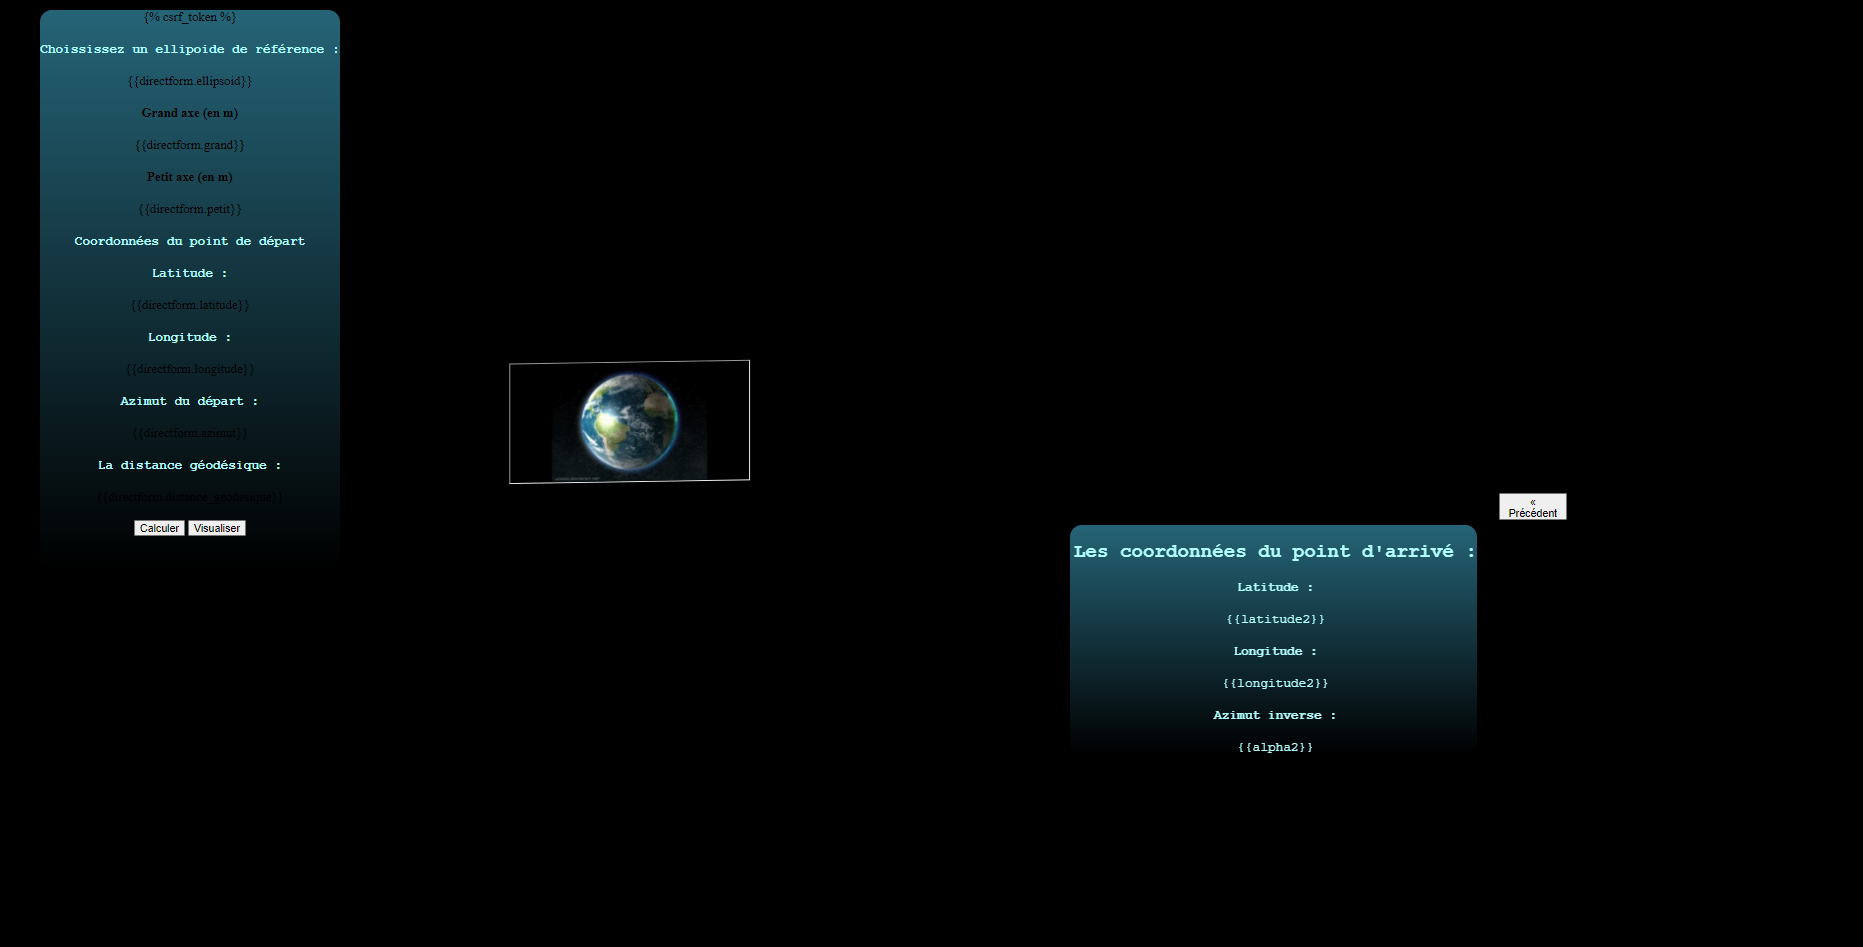 {% csrf_token %}
Choississez un ellipoide de référence :
{{directform.ellipsoid}}
Grand axe (en m)
{{directform.grand}}
Petit axe (en m)
{{directform.petit}}
Coordonnées du point de départ
Latitude :
{{directform.latitude}}
Longitude :
{{directform.longitude}}
Azimut du départ :
{{directform.azimut}}
La distance géodésique :
{{directform.distance_geodesique}}
Calculer Visualiser
«
Précédent
Les coordonnées du point d'arrivé :
Latitude :
{{latitude2}}
Longitude :
{{longitude2}}
Azimut inverse :
{{alpha2}}